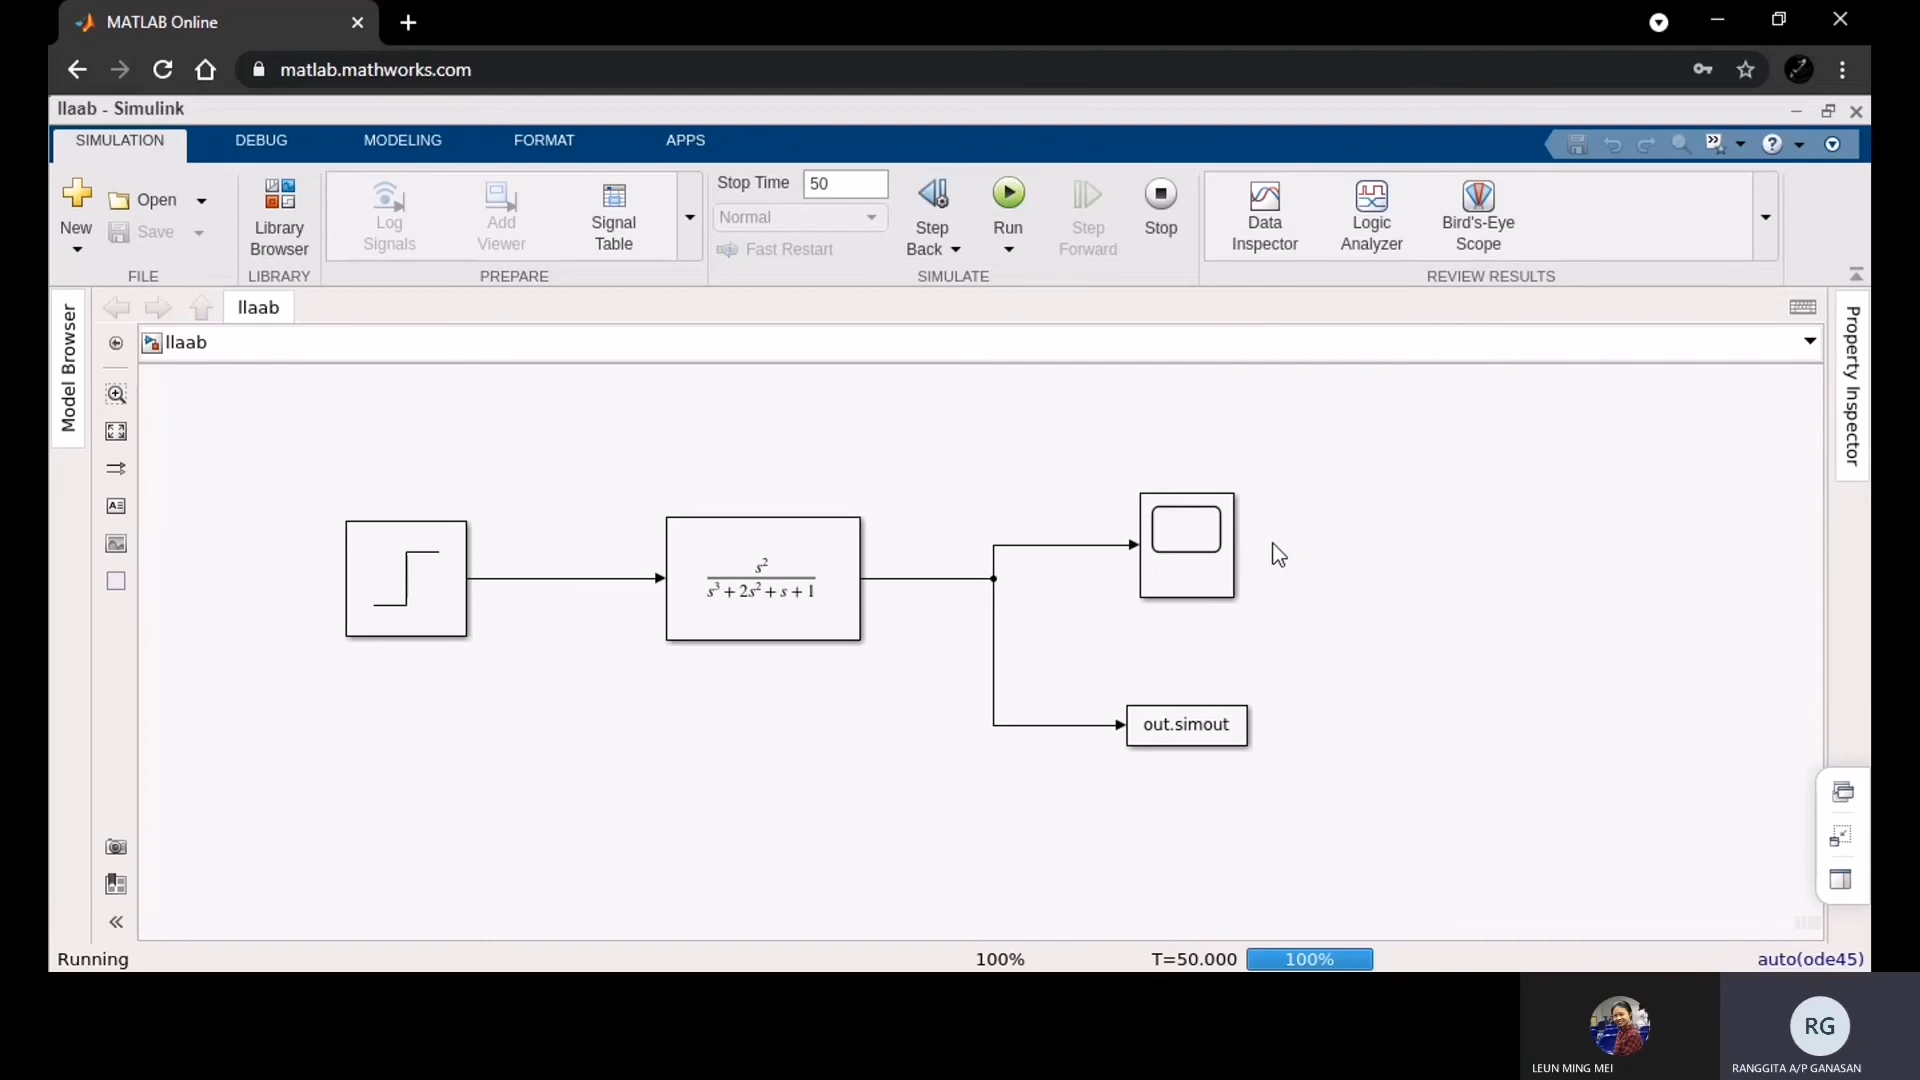 MATLAB Online
matlab.mathworks.com
llaab - Simulink
SIMULATION DEBUG MODELING FORMAT APPS
New
Open
Save
FILE
Library Browser
LIBRARY
Log Signals
Add Viewer
Signal Table
PREPARE
Stop Time 50
Normal
Fast Restart
Step Back
Run
Step Forward
Stop
SIMULATE
Data Inspector
Logic Analyzer
Bird's-Eye Scope
REVIEW RESULTS
Model Browser
llaab
llaab
Property Inspector
s²
s³ + 2s² + s + 1
out.simout
Running 100% T=50.000 100% auto(ode45)
RG
LEUN MING MEI RANGGITA A/P GANASAN